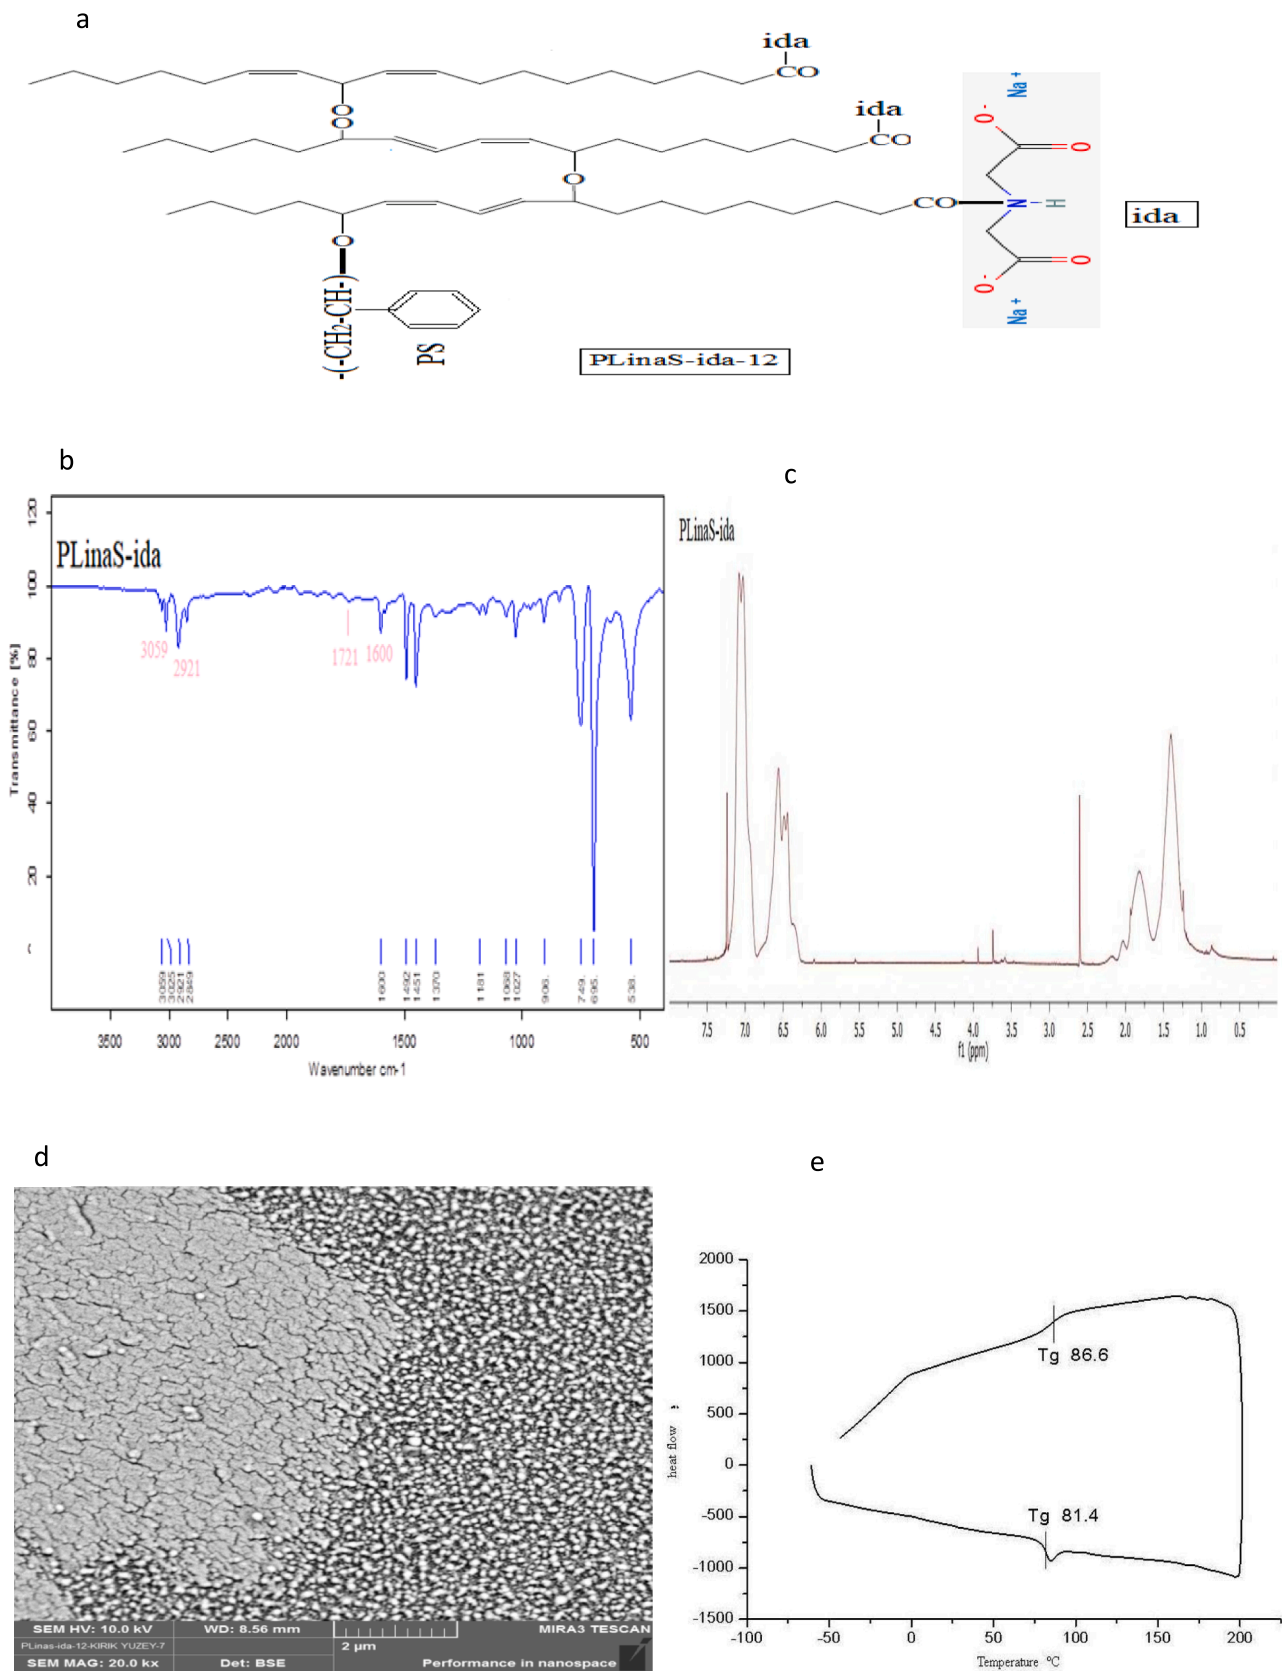 a
ida
CO
ida
CO
O
O
O
CO
O
(-CH2-CH-)
PS
Na +
O-
O
N-H
O
O-
Na +
ida
PLinaS-ida-12
b
PLinaS-ida
Transmittance [%]
120
100
80
60
40
20
3059
2921
1721
1600
3059
3025
2921
2849
1600
1492
1451
1370
1181
1068
1027
906.
749.
695.
538.
3500 3000 2500 2000 1500 1000 500
Wavenumber cm-1
c
PLinaS-ida
7.5 7.0 6.5 6.0 5.5 5.0 4.5 4.0 3.5 3.0 2.5 2.0 1.5 1.0 0.5
f1 (ppm)
d
SEM HV: 10.0 kV WD: 8.56 mm MIRA3 TESCAN
PLinas-ida-12-KIRIK YUZEY-7 2 µm
SEM MAG: 20.0 kx Det: BSE Performance in nanospace
e
2000
1500
1000
500
0
-500
-1000
-1500
heat flow
Tg 86.6
Tg 81.4
-100 -50 0 50 100 150 200
Temperature °C